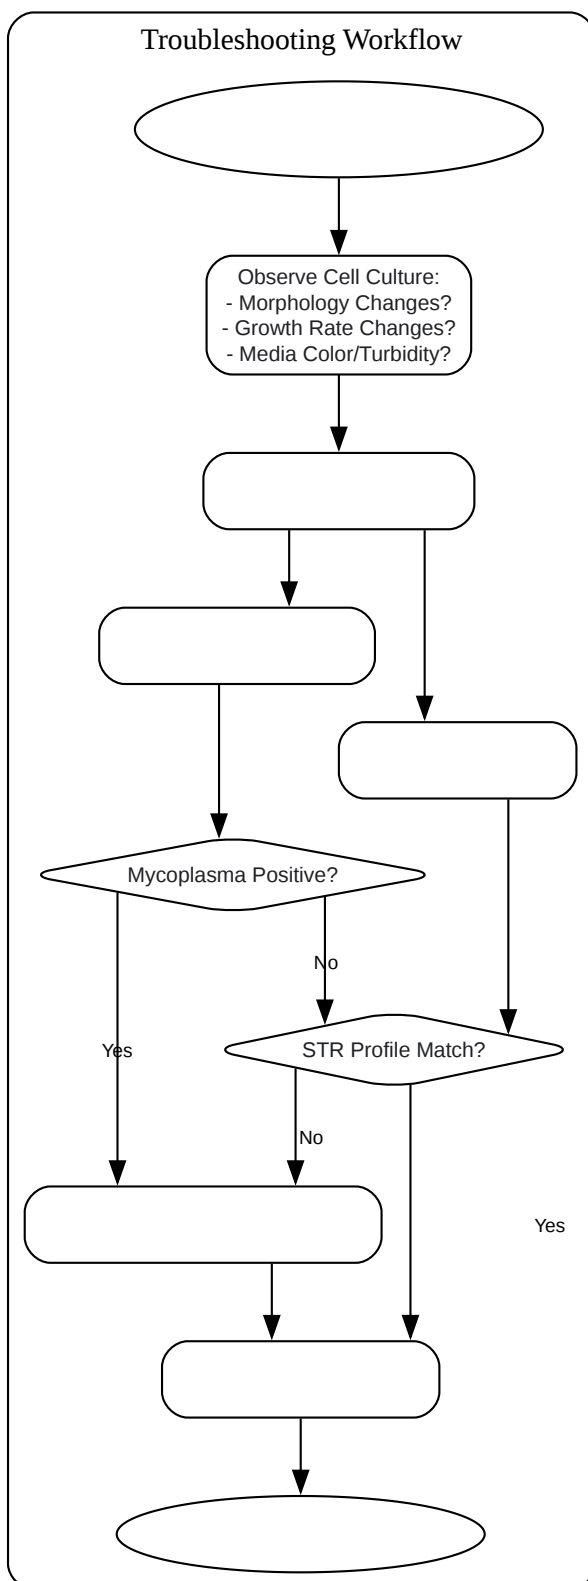 Troubleshooting Workflow
Observe Cell Culture:
- Morphology Changes?
- Growth Rate Changes?
- Media Color/Turbidity?
Mycoplasma Positive?
No
Yes
STR Profile Match?
No
Yes